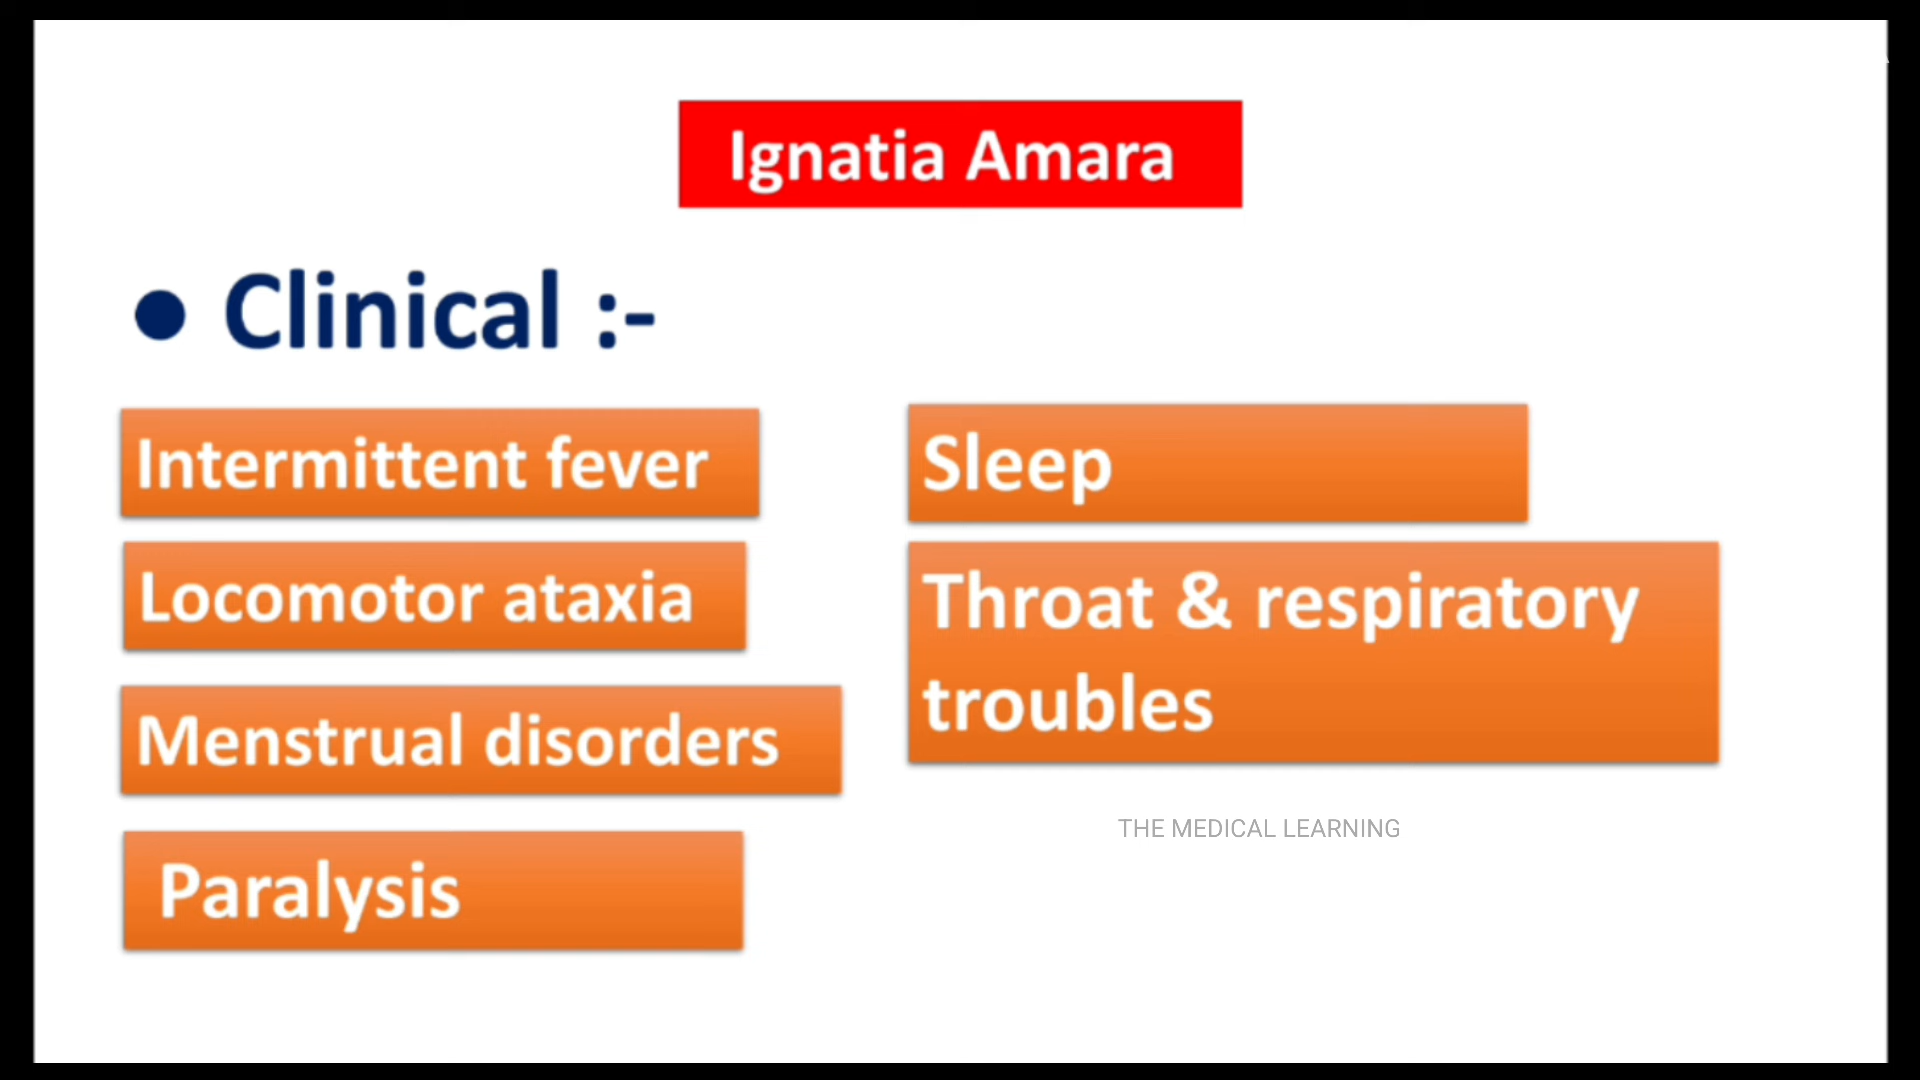 Ignatia Amara
● Clinical :-
Intermittent fever
Locomotor ataxia
Menstrual disorders
Paralysis
Sleep
Throat & respiratory
troubles
THE MEDICAL LEARNING